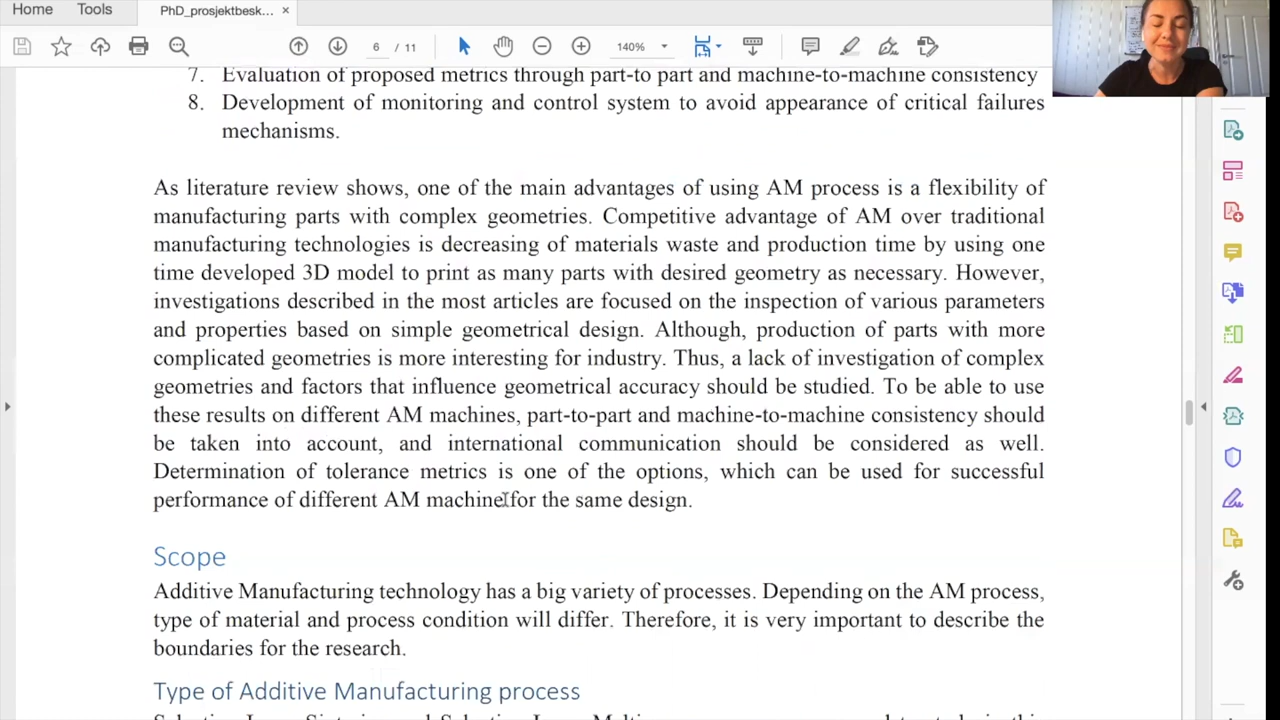 Home Tools PhD_prosjektbesk... ×
6 / 11 140%
7. Evaluation of proposed metrics through part-to part and machine-to-machine consistency
8. Development of monitoring and control system to avoid appearance of critical failures
mechanisms.
As literature review shows, one of the main advantages of using AM process is a flexibility of
manufacturing parts with complex geometries. Competitive advantage of AM over traditional
manufacturing technologies is decreasing of materials waste and production time by using one
time developed 3D model to print as many parts with desired geometry as necessary. However,
investigations described in the most articles are focused on the inspection of various parameters
and properties based on simple geometrical design. Although, production of parts with more
complicated geometries is more interesting for industry. Thus, a lack of investigation of complex
geometries and factors that influence geometrical accuracy should be studied. To be able to use
these results on different AM machines, part-to-part and machine-to-machine consistency should
be taken into account, and international communication should be considered as well.
Determination of tolerance metrics is one of the options, which can be used for successful
performance of different AM machine for the same design.
Scope
Additive Manufacturing technology has a big variety of processes. Depending on the AM process,
type of material and process condition will differ. Therefore, it is very important to describe the
boundaries for the research.
Type of Additive Manufacturing process